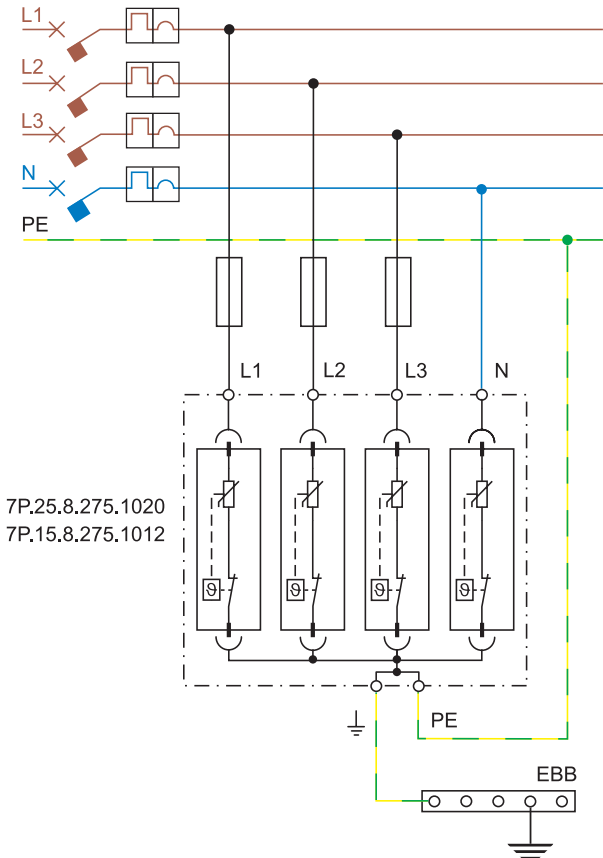 L1
L2
L3
N
PE
L1 L2 L3 N
7P.25.8.275.1020
7P.15.8.275.1012
ϑ ϑ ϑ ϑ
PE
EBB